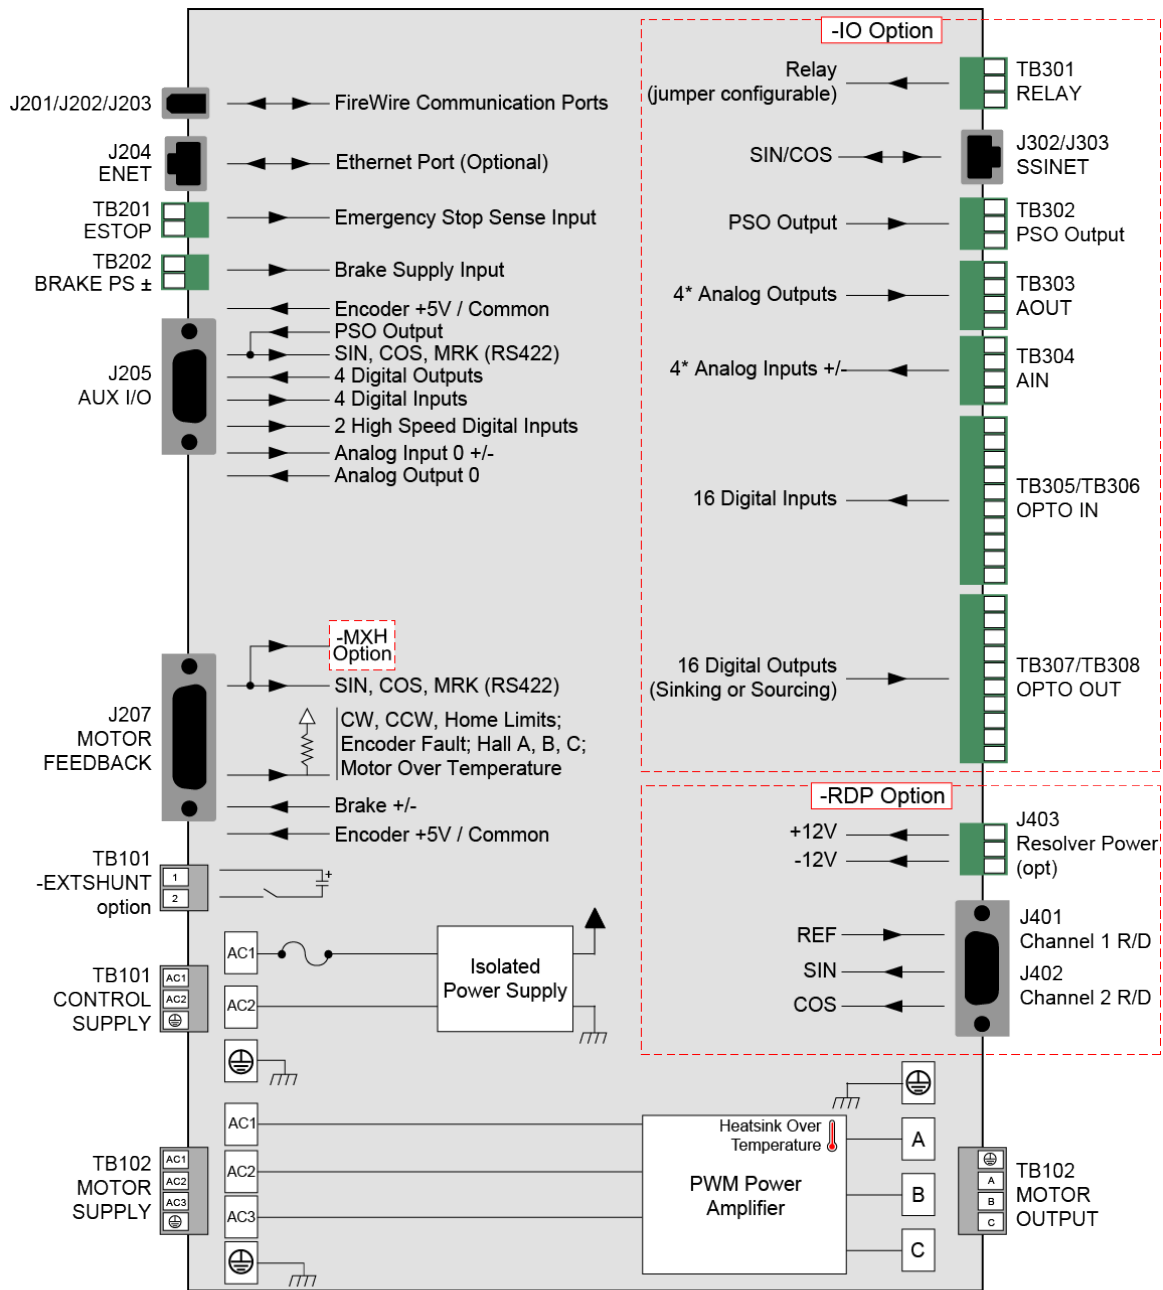 J201/J202/J203
FireWire Communication Ports
J204
ENET
Ethernet Port (Optional)
TB201
ESTOP
Emergency Stop Sense Input
TB202
BRAKE PS ±
Brake Supply Input
J205
AUX I/O
Encoder +5V / Common
PSO Output
SIN, COS, MRK (RS422)
4 Digital Outputs
4 Digital Inputs
2 High Speed Digital Inputs
Analog Input 0 +/-
Analog Output 0
J207
MOTOR
FEEDBACK
-MXH
Option
SIN, COS, MRK (RS422)
CW, CCW, Home Limits;
Encoder Fault; Hall A, B, C;
Motor Over Temperature
Brake +/-
Encoder +5V / Common
TB101
-EXTSHUNT
option
1
2
+
TB101
CONTROL
SUPPLY
AC1
AC2
AC1
AC2
Isolated
Power Supply
TB102
MOTOR
SUPPLY
AC1
AC2
AC3
AC1
AC2
AC3
Heatsink Over
Temperature
PWM Power
Amplifier
A
B
C
A
B
C
TB102
MOTOR
OUTPUT
-IO Option
Relay
(jumper configurable)
TB301
RELAY
SIN/COS
J302/J303
SSINET
PSO Output
TB302
PSO Output
4* Analog Outputs
TB303
AOUT
4* Analog Inputs +/-
TB304
AIN
16 Digital Inputs
TB305/TB306
OPTO IN
16 Digital Outputs
(Sinking or Sourcing)
TB307/TB308
OPTO OUT
-RDP Option
+12V
-12V
J403
Resolver Power
(opt)
REF
SIN
COS
J401
Channel 1 R/D
J402
Channel 2 R/D